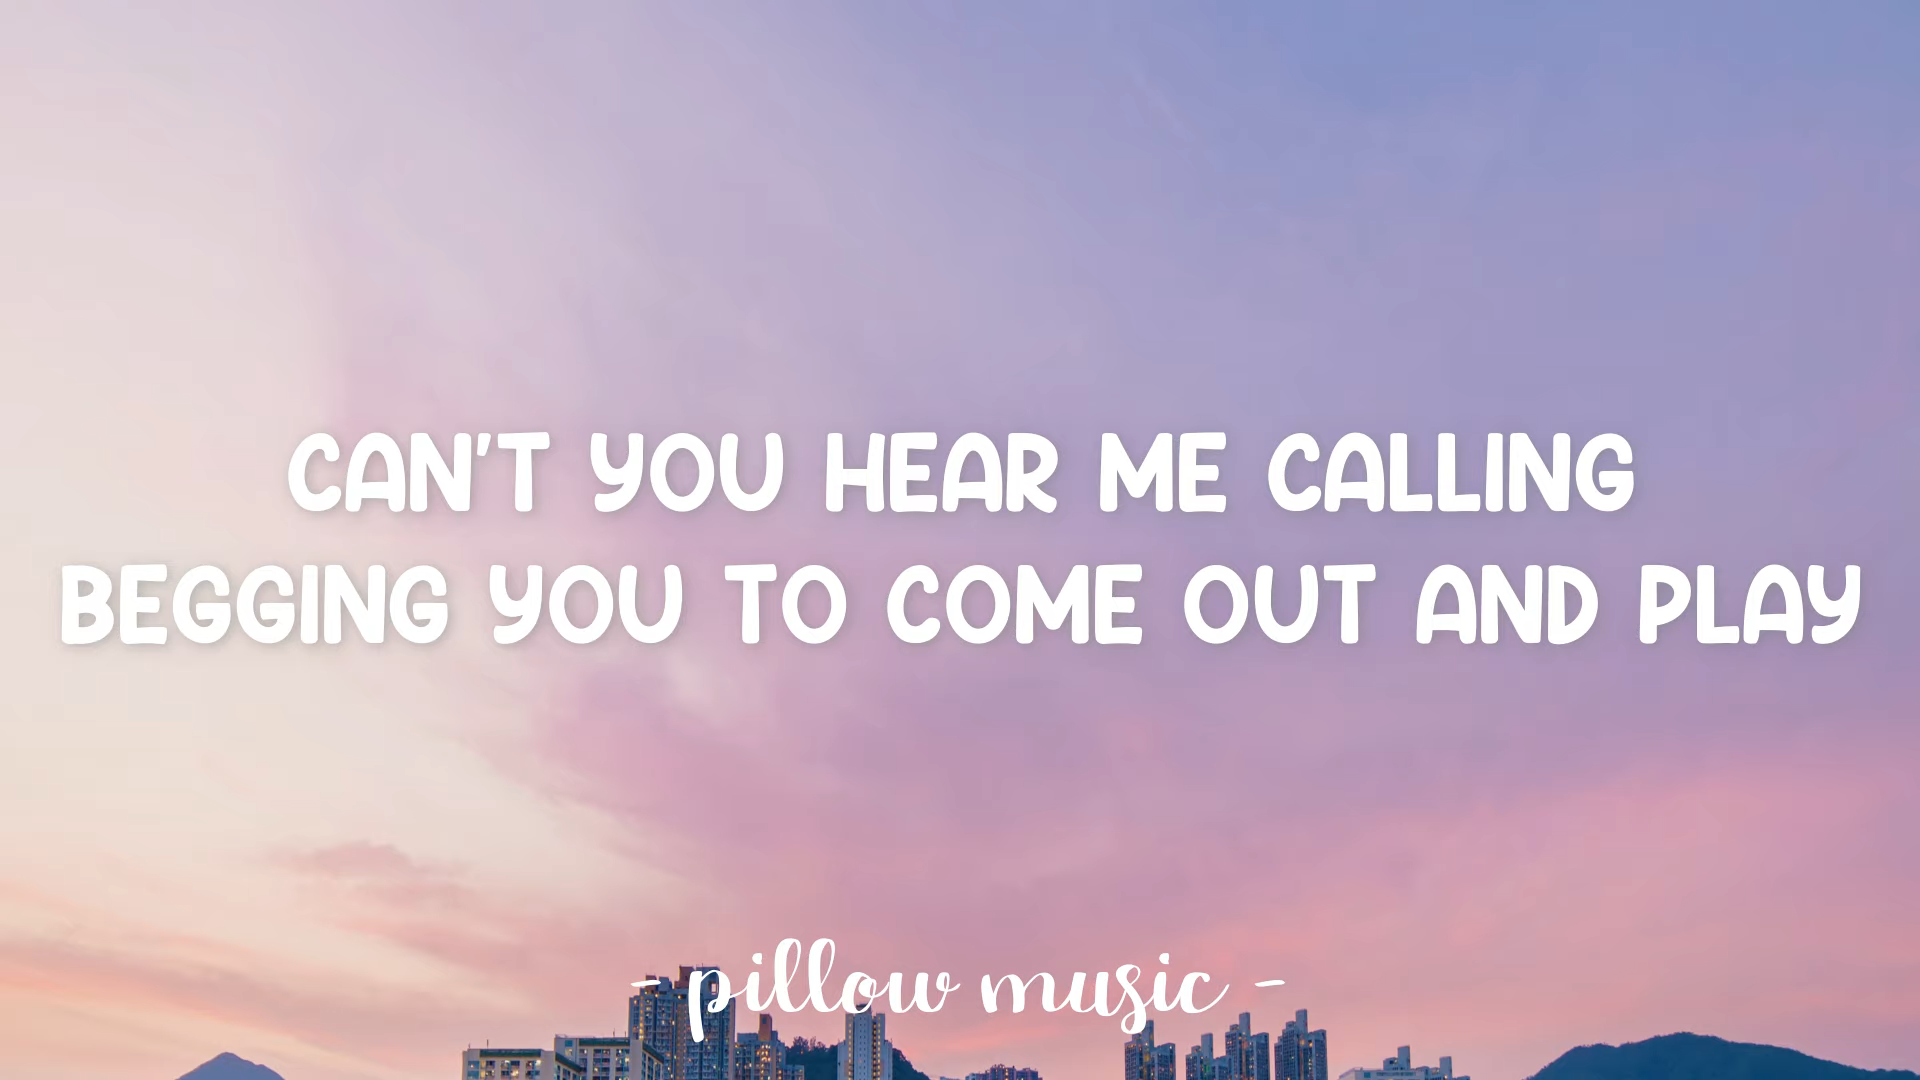 CAN'T YOU HEAR ME CALLING
BEGGING YOU TO COME OUT AND PLAY
- pillow music -